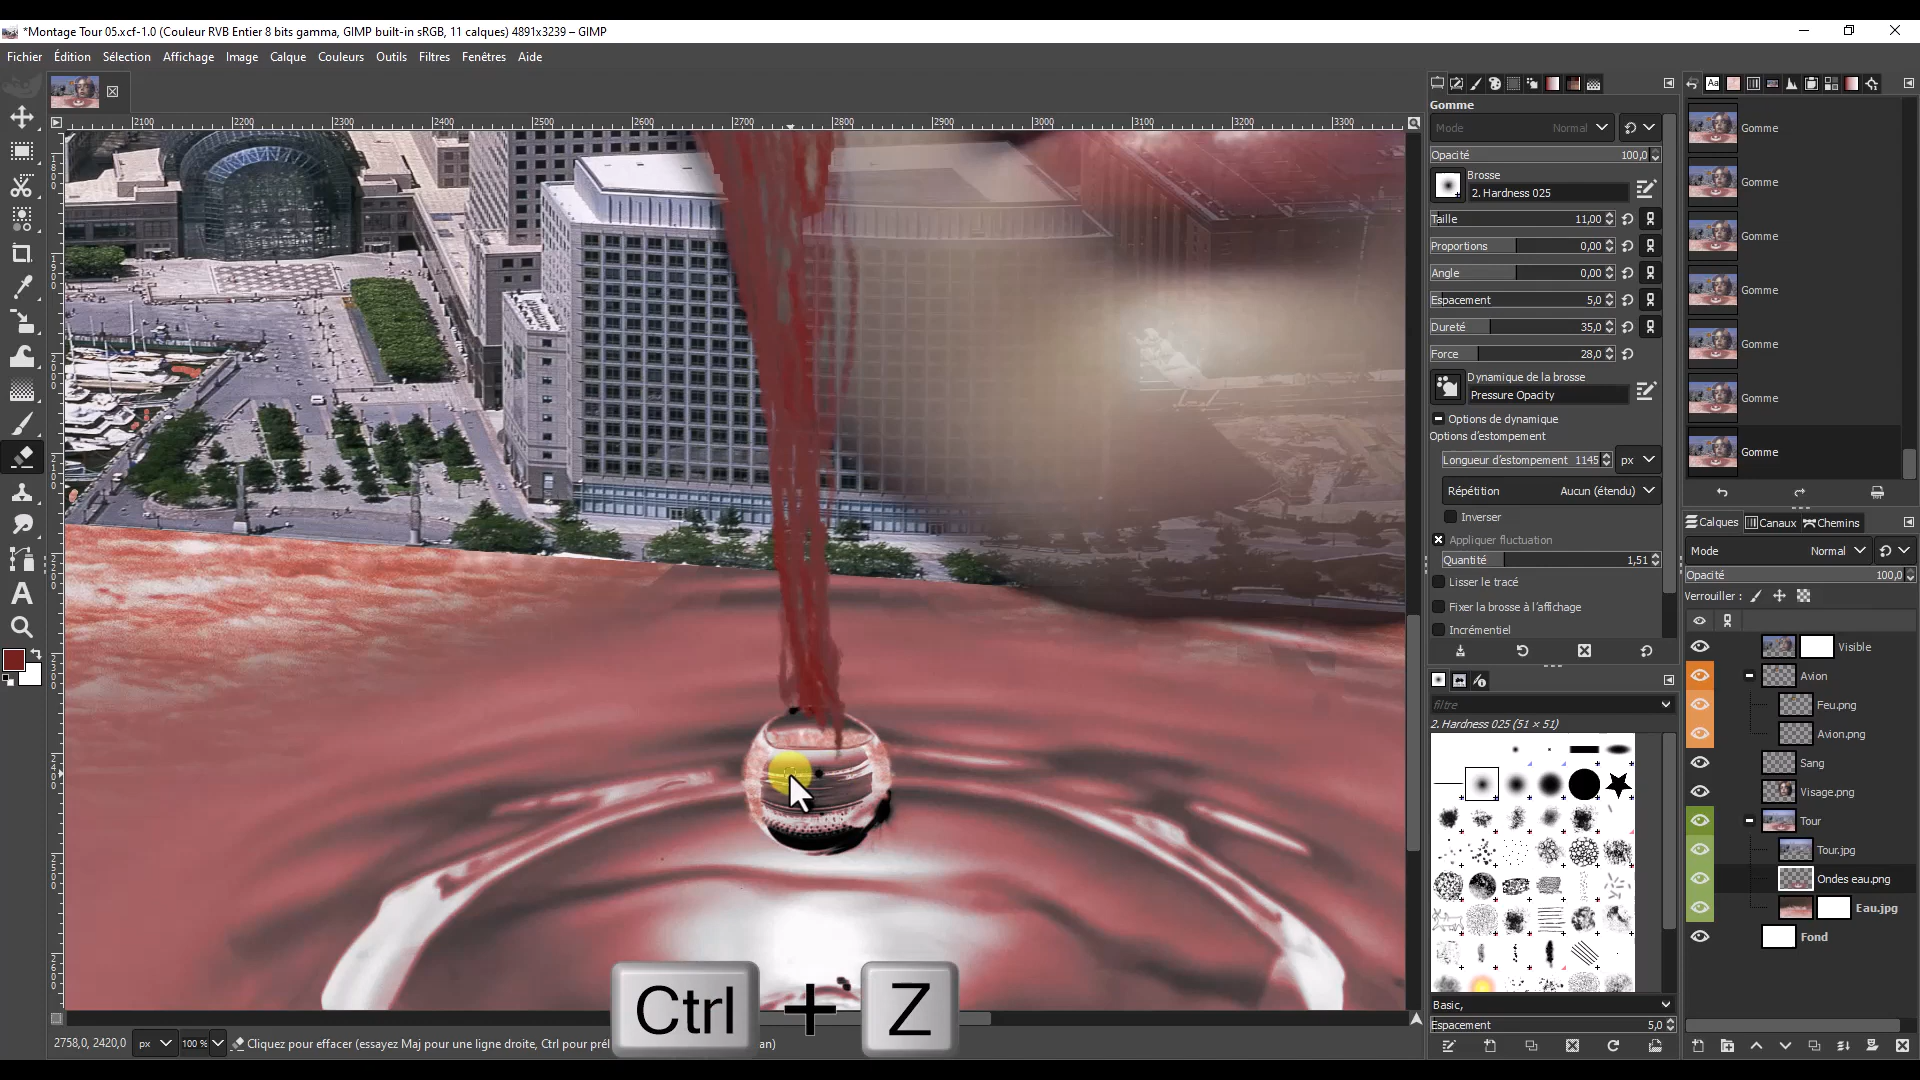 *Montage Tour 05.xcf-1.0 (Couleur RVB Entier 8 bits gamma, GIMP built-in sRGB, 11 calques) 4891x3239 – GIMP
Fichier Édition Sélection Affichage Image Calque Couleurs Outils Filtres Fenêtres Aide
2100 2200 2300 2400 2500 2600 2700 2800 2900 3000 3100 3200 3300
Gomme
Mode Normal
Opacité 100,0
Brosse
2. Hardness 025
Taille 11,00
Proportions 0,00
Angle 0,00
Espacement 5,0
Dureté 35,0
Force 28,0
Dynamique de la brosse
Pressure Opacity
Options de dynamique
Options d'estompement
Longueur d'estompement 1145 px
Répétition Aucun (étendu)
Inverser
Appliquer fluctuation
Quantité 1,51
Lisser le tracé
Fixer la brosse à l'affichage
Incrémentiel
filtre
2. Hardness 025 (51 × 51)
Basic,
Espacement 5,0
Gomme
Gomme
Gomme
Gomme
Gomme
Gomme
Gomme
Calques Canaux Chemins
Mode Normal
Opacité 100,0
Verrouiller :
Visible
Avion
Feu.png
Avion.png
Sang
Visage.png
Tour
Tour.jpg
Ondes eau.png
Eau.jpg
Fond
Ctrl + Z
2758,0, 2420,0 px 100 % Cliquez pour effacer (essayez Maj pour une ligne droite, Ctrl pour prél an)